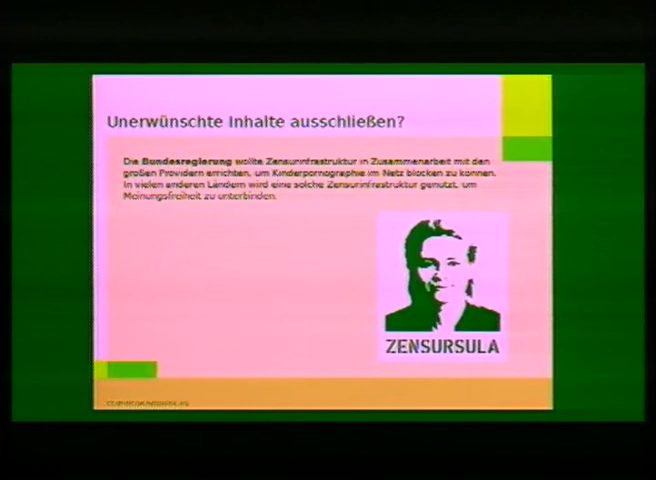 Unerwünschte Inhalte ausschließen?
Die Bundesregierung wollte Zensurinfrastruktur in Zusammenarbeit mit den
großen Providern errichten, um Kinderpornographie im Netz blocken zu können.
In vielen anderen Ländern wird eine solche Zensurinfrastruktur genutzt, um
Meinungsfreiheit zu unterbinden.
ZENSURSULA